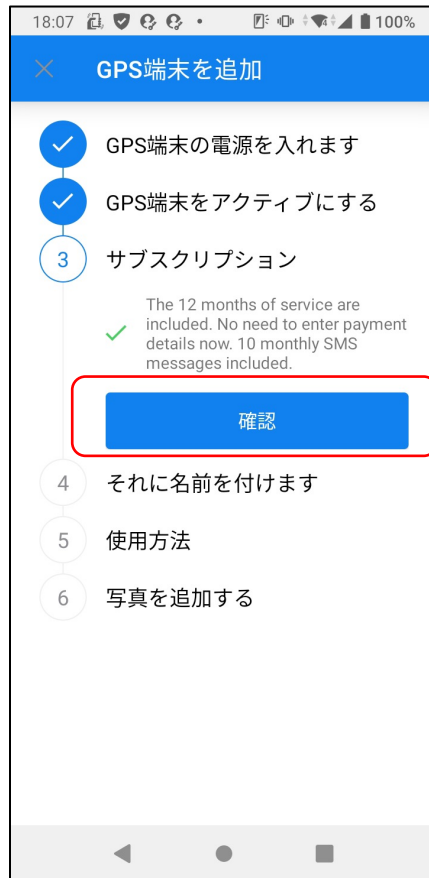 18:07 100%
GPS端末を追加
GPS端末の電源を入れます
GPS端末をアクティブにする
3 サブスクリプション
The 12 months of service are
included. No need to enter payment
details now. 10 monthly SMS
messages included.
確認
4 それに名前を付けます
5 使用方法
6 写真を追加する